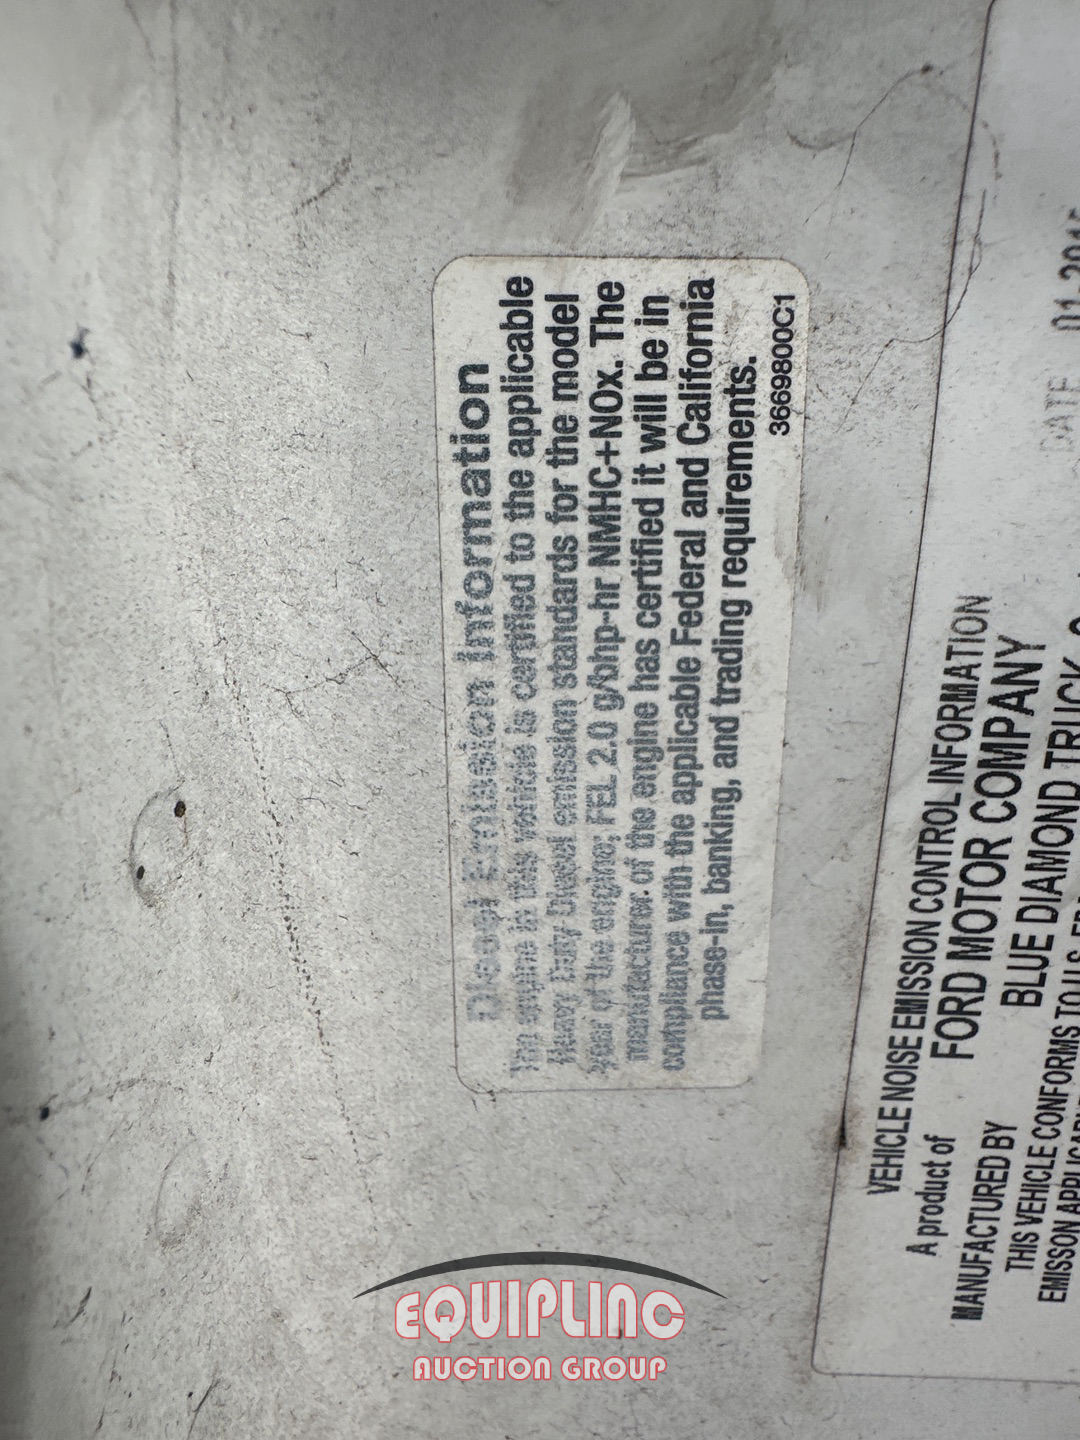 Diesel Emission Information
The engine in this vehicle is certified to the applicable
Heavy Duty Diesel emission standards for the model
year of the engine; FEL 2.0 g/bhp-hr NMHC+NOx. The
manufacturer of the engine has certified it will be in
compliance with the applicable Federal and California
phase-in, banking, and trading requirements.
3669800C1
VEHICLE NOISE EMISSION CONTROL INFORMATION
A product of FORD MOTOR COMPANY
MANUFACTURED BY BLUE DIAMOND TRUCK
DATE 01-2015
THIS VEHICLE CONFORMS TO U.S.
EMISSON
EQUIPLINC
AUCTION GROUP